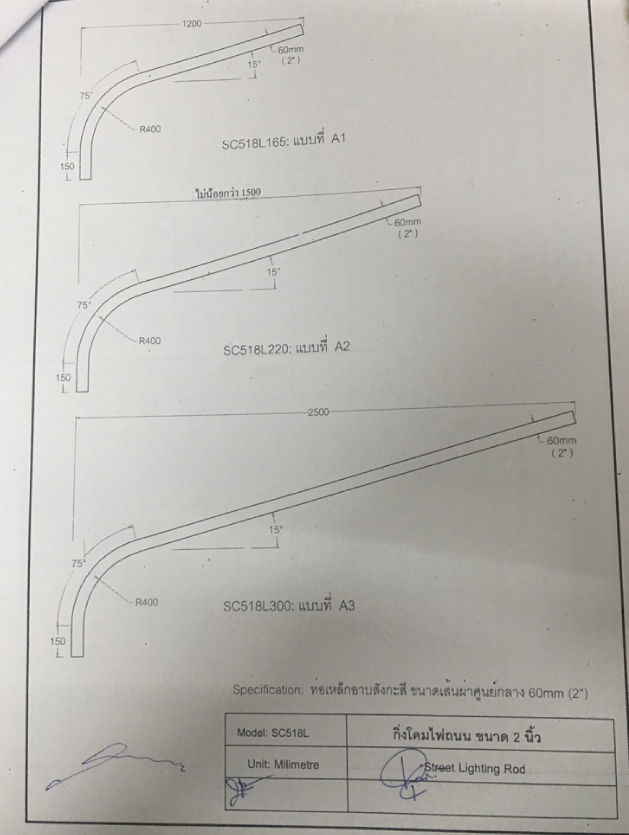 1200
60mm
(2")
15°
75°
R400
150
SC518L165: แบบที่ A1
ไม่น้อยกว่า 1500
60mm
(2")
15°
75°
R400
150
SC518L220: แบบที่ A2
2500
60mm
(2")
15°
75°
R400
150
SC518L300: แบบที่ A3
Specification: ท่อเหล็กอาบสังกะสี ขนาดเส้นผ่าศูนย์กลาง 60mm (2")
Model: SC518L
กิ่งโคมไฟถนน ขนาด 2 นิ้ว
Unit: Milimetre
Street Lighting Rod